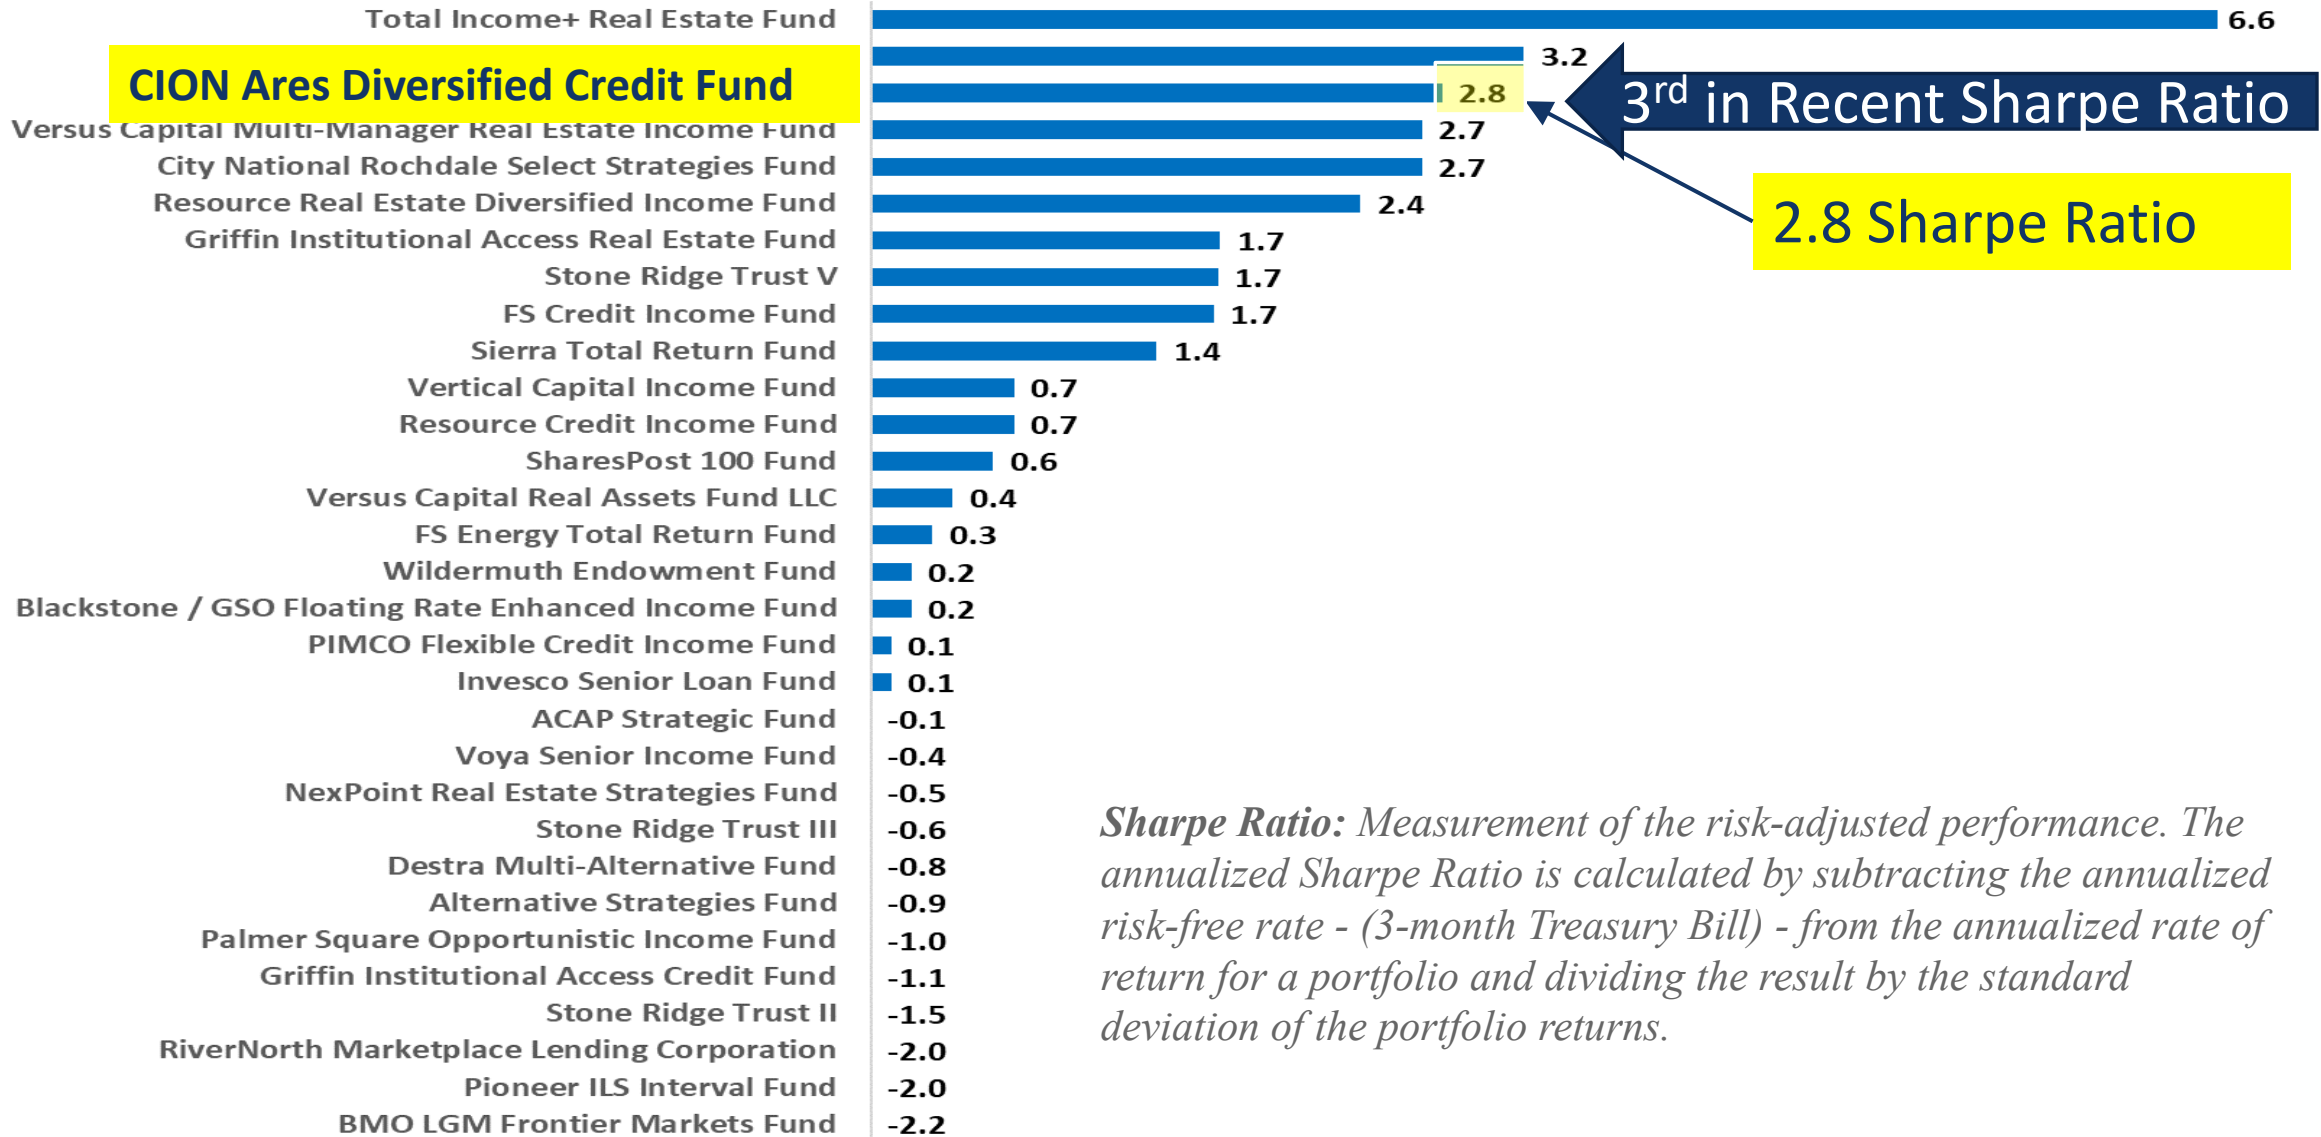 Total Income+ Real Estate Fund 6.6
3.2
CION Ares Diversified Credit Fund 2.8
3rd in Recent Sharpe Ratio
Versus Capital Multi-Manager Real Estate Income Fund 2.7
City National Rochdale Select Strategies Fund 2.7
Resource Real Estate Diversified Income Fund 2.4
2.8 Sharpe Ratio
Griffin Institutional Access Real Estate Fund 1.7
Stone Ridge Trust V 1.7
FS Credit Income Fund 1.7
Sierra Total Return Fund 1.4
Vertical Capital Income Fund 0.7
Resource Credit Income Fund 0.7
SharesPost 100 Fund 0.6
Versus Capital Real Assets Fund LLC 0.4
FS Energy Total Return Fund 0.3
Wildermuth Endowment Fund 0.2
Blackstone / GSO Floating Rate Enhanced Income Fund 0.2
PIMCO Flexible Credit Income Fund 0.1
Invesco Senior Loan Fund 0.1
ACAP Strategic Fund -0.1
Voya Senior Income Fund -0.4
NexPoint Real Estate Strategies Fund -0.5
Stone Ridge Trust III -0.6
Destra Multi-Alternative Fund -0.8
Alternative Strategies Fund -0.9
Palmer Square Opportunistic Income Fund -1.0
Griffin Institutional Access Credit Fund -1.1
Stone Ridge Trust II -1.5
RiverNorth Marketplace Lending Corporation -2.0
Pioneer ILS Interval Fund -2.0
BMO LGM Frontier Markets Fund -2.2
Sharpe Ratio: Measurement of the risk-adjusted performance. The
annualized Sharpe Ratio is calculated by subtracting the annualized
risk-free rate - (3-month Treasury Bill) - from the annualized rate of
return for a portfolio and dividing the result by the standard
deviation of the portfolio returns.